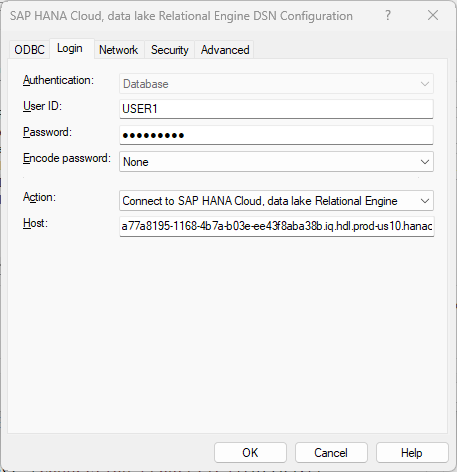 SAP HANA Cloud, data lake Relational Engine DSN Configuration ?
ODBC Login Network Security Advanced
Authentication: Database
User ID: USER1
Password: •••••••••
Encode password: None
Action: Connect to SAP HANA Cloud, data lake Relational Engine
Host: a77a8195-1168-4b7a-b03e-ee43f8aba38b.iq.hdl.prod-us10.hanac
OK Cancel Help